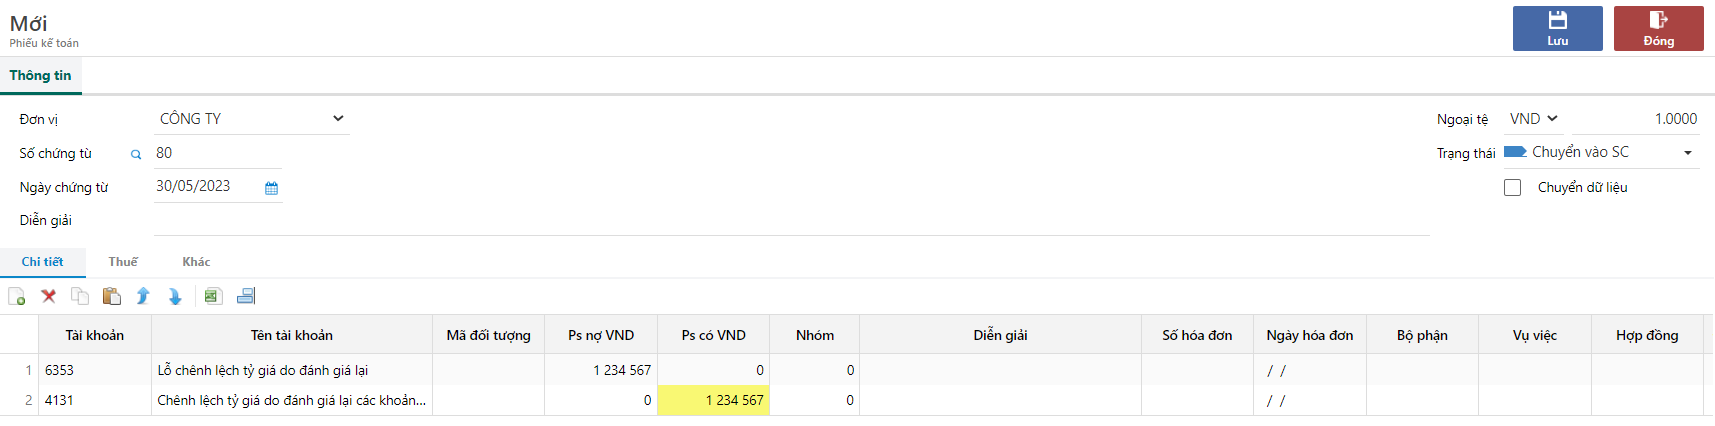 Mới
Phiếu kế toán
Lưu
Đóng
Thông tin
Đơn vị CÔNG TY Ngoại tệ VND 1.0000
Số chứng từ 80 Trạng thái Chuyển vào SC
Ngày chứng từ 30/05/2023 Chuyển dữ liệu
Diễn giải
Chi tiết Thuế Khác
Tài khoản Tên tài khoản Mã đối tượng Ps nợ VND Ps có VND Nhóm Diễn giải Số hóa đơn Ngày hóa đơn Bộ phận Vụ việc Hợp đồng
1 6353 Lỗ chênh lệch tỷ giá do đánh giá lại 1 234 567 0 0 / /
2 4131 Chênh lệch tỷ giá do đánh giá lại các khoản... 0 1 234 567 0 / /